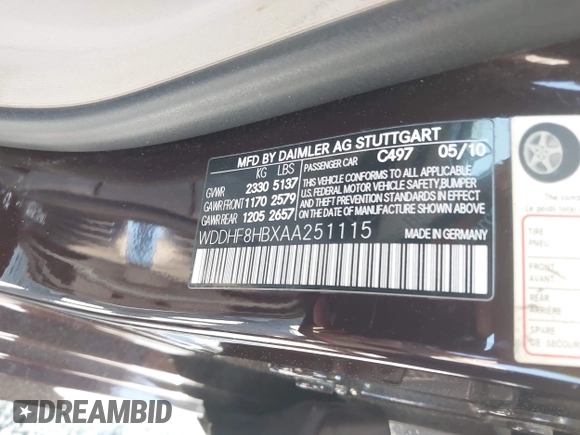 MFD BY DAIMLER AG STUTTGART
KG LBS PASSENGER CAR C497 05/10
GVWR 2330 5137
GAWR FRONT 1170 2579
GAWR REAR 1205 2657
THIS VEHICLE CONFORMS TO ALL APPLICABLE
U.S. FEDERAL MOTOR VEHICLE SAFETY, BUMPER
AND THEFT PREVENTION STANDARDS IN EFFECT ON THE
DATE OF MANUFACTURE SHOWN ABOVE.
WDDHF8HBXAA251115 MADE IN GERMANY
TIRE
PNEU
FRONT
AVANT
REAR
ARRIERE
SPARE
DE SECOURS
DREAMBID